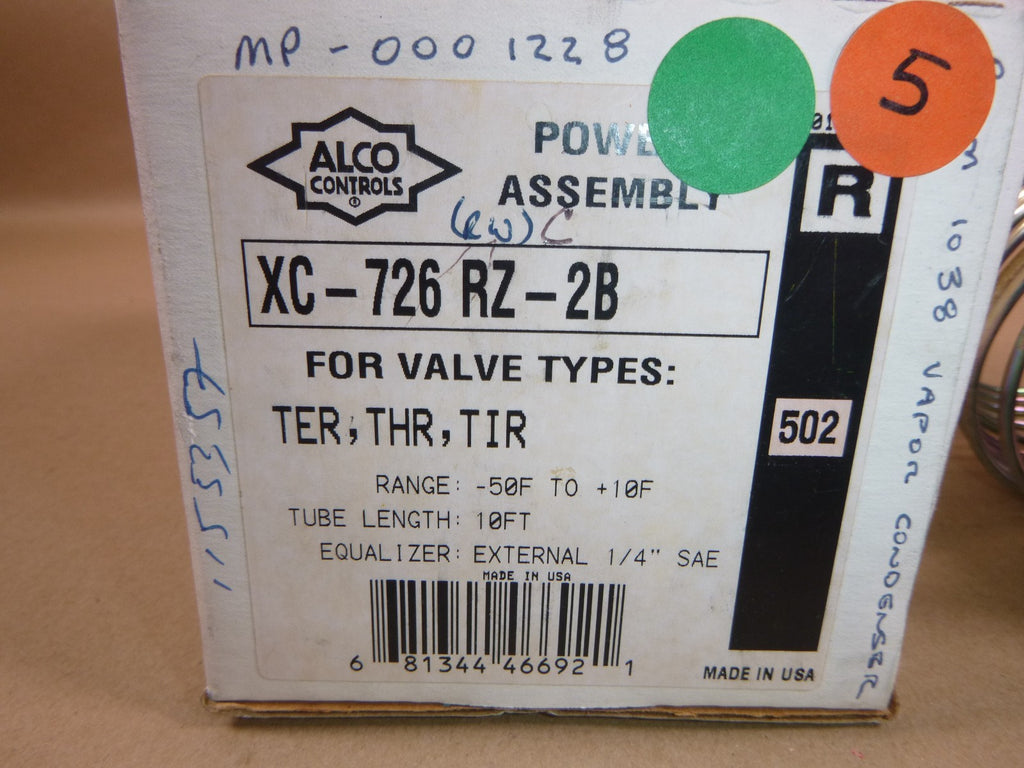 MP-0001228
5
ALCO
CONTROLS
POWE
ASSEMBLY
R
(RW) C
XC-726 RZ-2B
FOR VALVE TYPES:
TER, THR, TIR
502
RANGE: -50F TO +10F
TUBE LENGTH: 10FT
EQUALIZER: EXTERNAL 1/4" SAE
MADE IN USA
6 81344 46692 1
MADE IN USA
1038 VAPOR CONDENSER